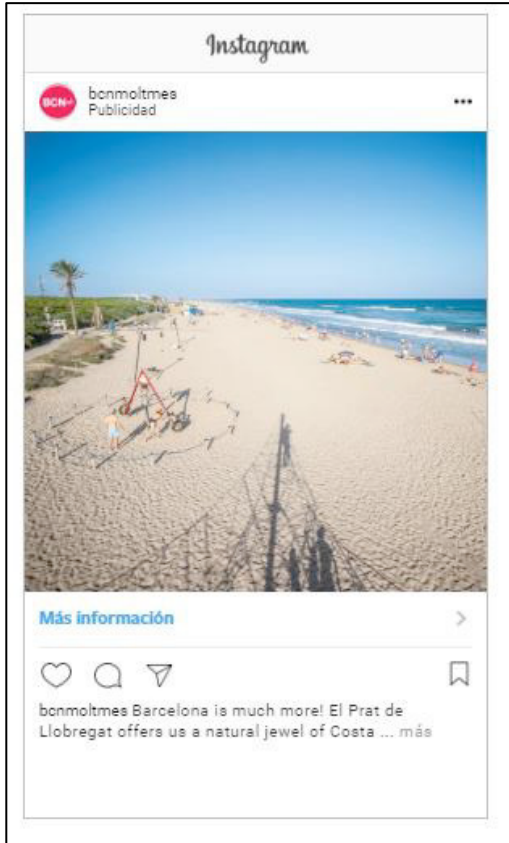 Instagram
BCN
bcnmoltmes
Publicidad
Más información
bcnmoltmes Barcelona is much more! El Prat de
Llobregat offers us a natural jewel of Costa ... más